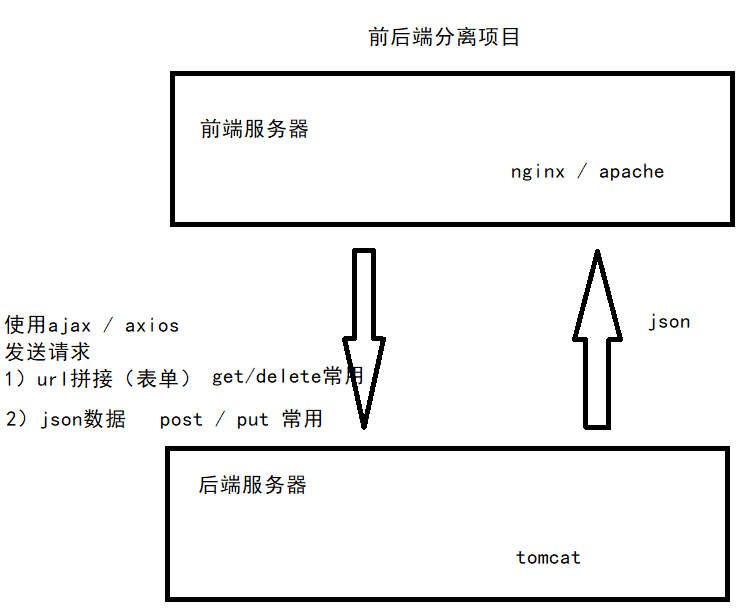 前后端分离项目
前端服务器
nginx / apache
使用ajax / axios
发送请求
1）url拼接（表单） get/delete常用
2）json数据 post / put 常用
json
后端服务器
tomcat